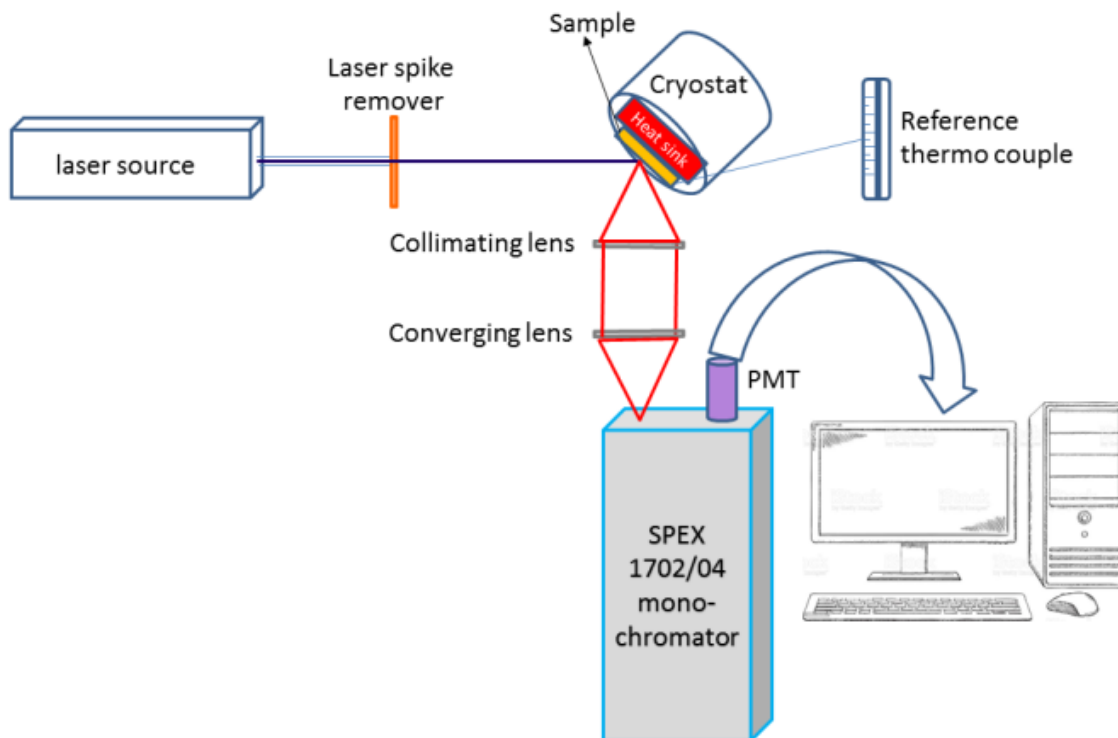 Sample
Laser spike
remover
Cryostat
Heat sink
laser source
Reference
thermo couple
Collimating lens
Converging lens
PMT
SPEX
1702/04
mono-
chromator